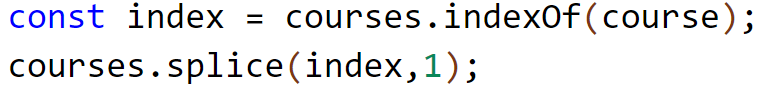 const index = courses.indexOf(course);
courses.splice(index,1);